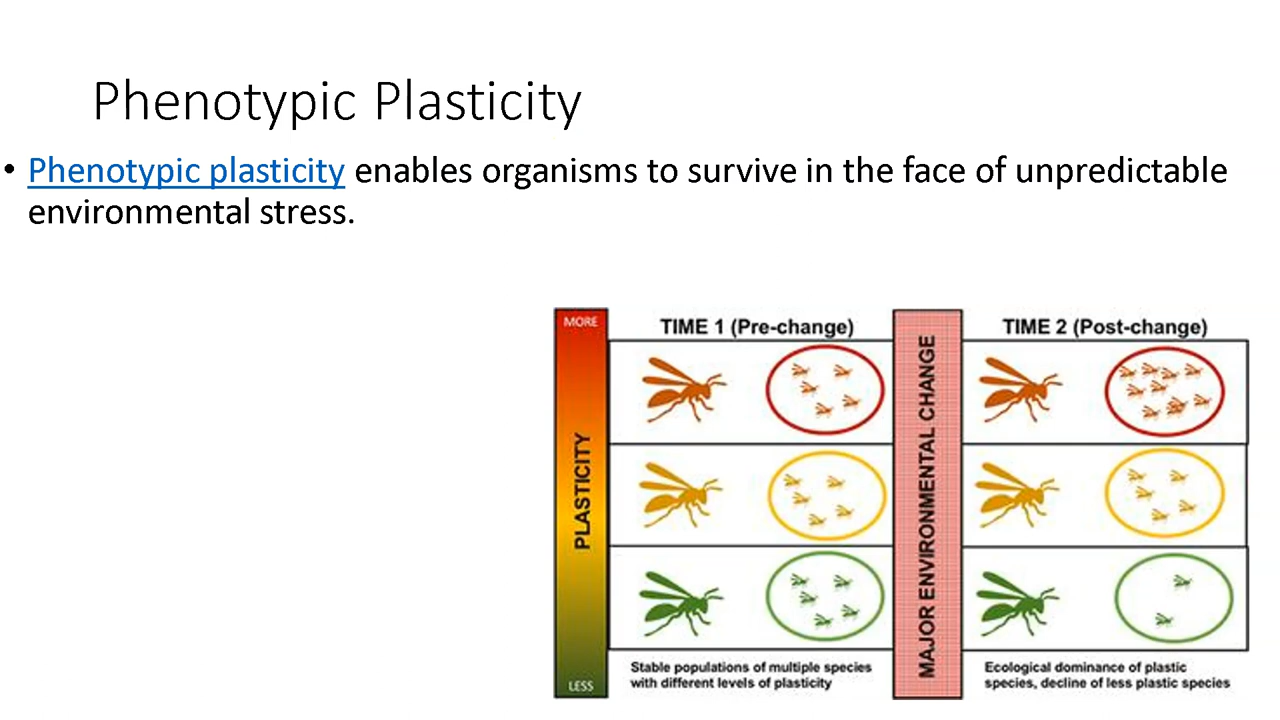 Phenotypic Plasticity
• Phenotypic plasticity enables organisms to survive in the face of unpredictable
environmental stress.
MORE
PLASTICITY
LESS
TIME 1 (Pre-change)
Stable populations of multiple species
with different levels of plasticity
MAJOR ENVIRONMENTAL CHANGE
TIME 2 (Post-change)
Ecological dominance of plastic
species, decline of less plastic species